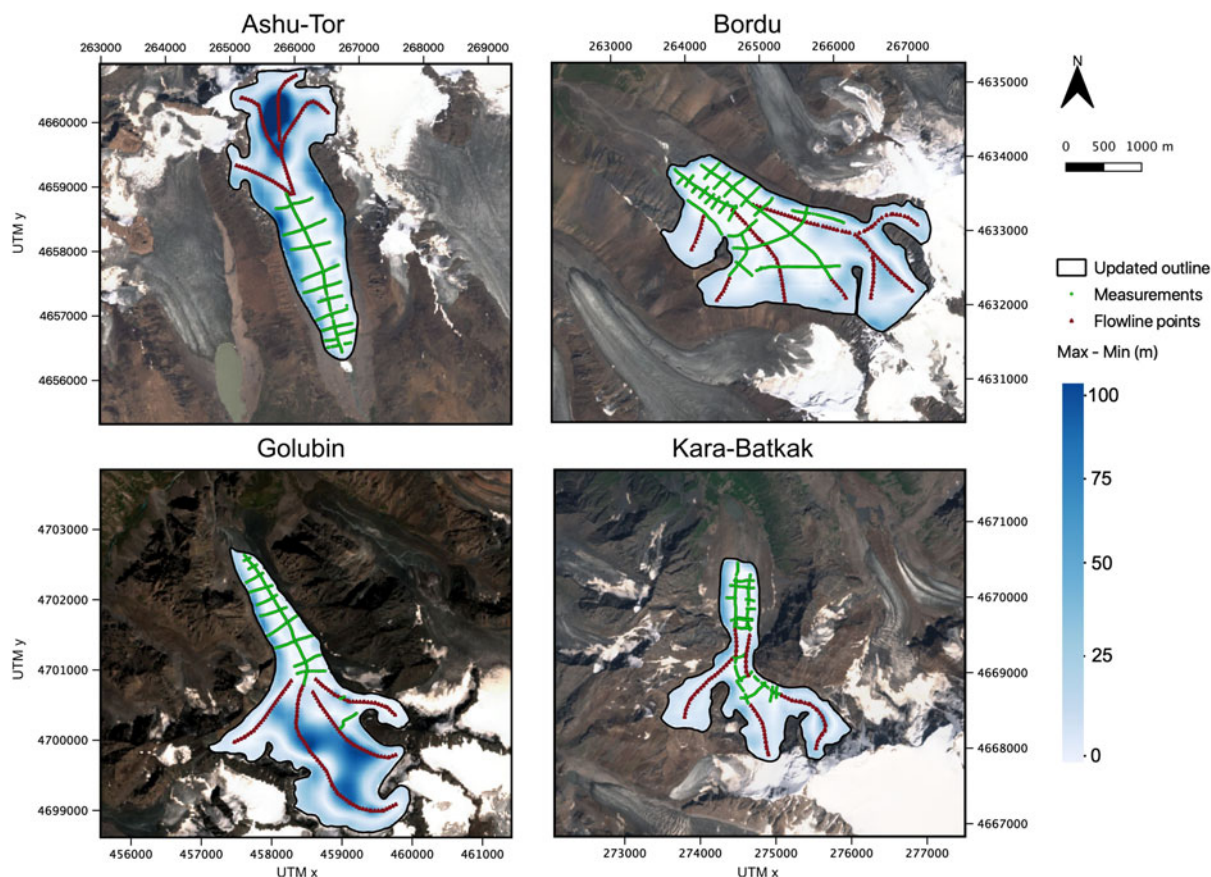 Ashu-Tor
263000 264000 265000 266000 267000 268000 269000
4660000
4659000
4658000
4657000
4656000
UTM y
Bordu
263000 264000 265000 266000 267000
4635000
4634000
4633000
4632000
4631000
N
0 500 1000 m
Updated outline
Measurements
Flowline points
Max - Min (m)
100
75
50
25
0
Golubin
4703000
4702000
4701000
4700000
4699000
UTM y
456000 457000 458000 459000 460000 461000
UTM x
Kara-Batkak
4671000
4670000
4669000
4668000
4667000
273000 274000 275000 276000 277000
UTM x